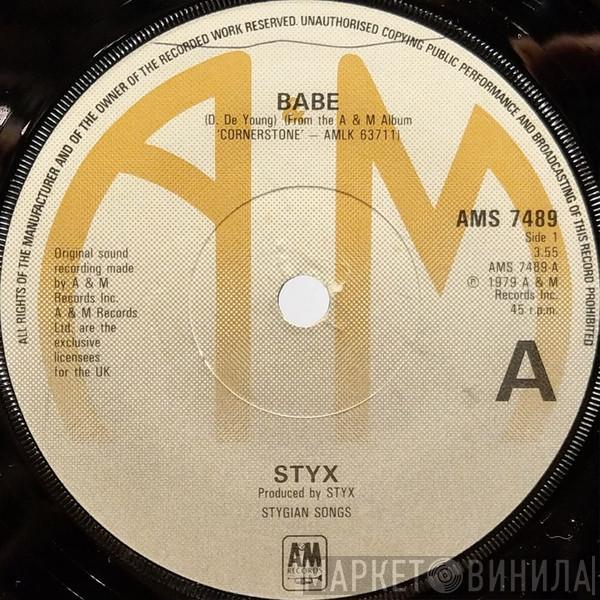 ALL RIGHTS OF THE MANUFACTURER AND OF THE OWNER OF THE RECORDED WORK RESERVED. UNAUTHORISED COPYING PUBLIC PERFORMANCE AND BROADCASTING OF THIS RECORD PROHIBITED
A·M
BABE
(D. De Young) (From the A & M Album
'CORNERSTONE' – AMLK 63711)
AMS 7489
Side 1
3.55
AMS 7489-A
℗ 1979 A & M
Records Inc.
45 r.p.m.
Original sound
recording made
by A & M
Records Inc.
A & M Records
Ltd. are the
exclusive
licensees
for the UK
A
STYX
Produced by STYX
STYGIAN SONGS
AM
RECORDS
МАРКЕТ ВИНИЛА